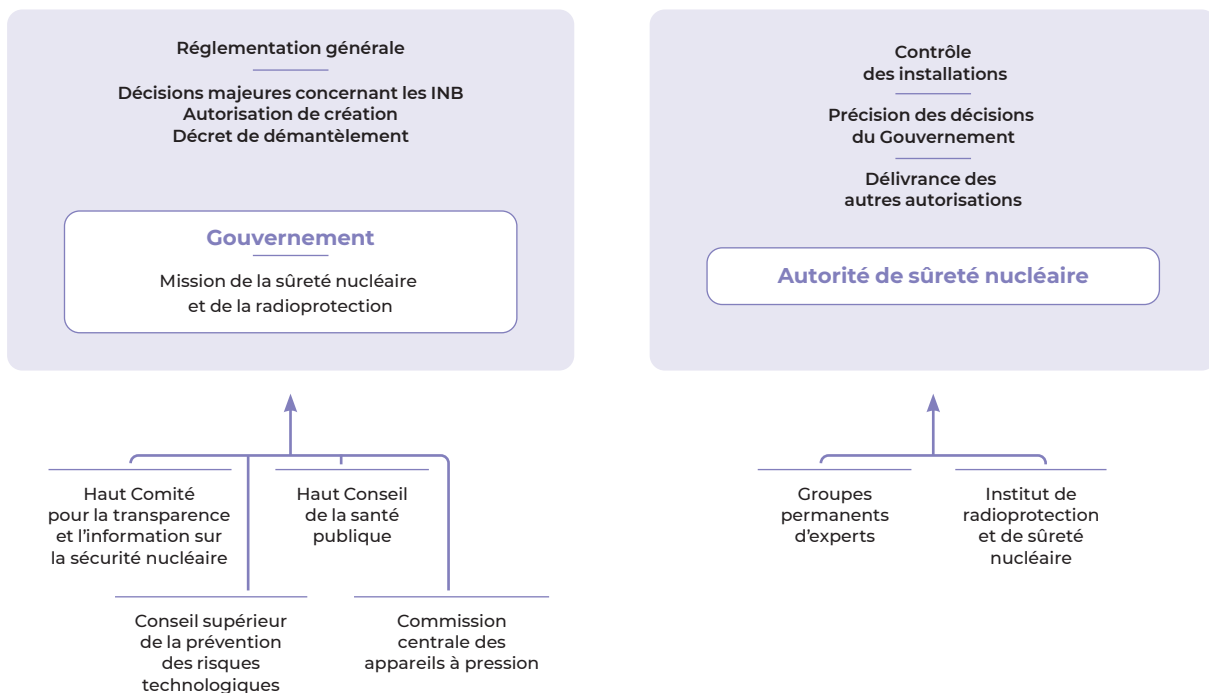 Réglementation générale
Décisions majeures concernant les INB
Autorisation de création
Décret de démantèlement
Gouvernement
Mission de la sûreté nucléaire
et de la radioprotection
Haut Comité
pour la transparence
et l'information sur
la sécurité nucléaire
Haut Conseil
de la santé
publique
Conseil supérieur
de la prévention
des risques
technologiques
Commission
centrale des
appareils à pression
Contrôle
des installations
Précision des décisions
du Gouvernement
Délivrance des
autres autorisations
Autorité de sûreté nucléaire
Groupes
permanents
d'experts
Institut de
radioprotection
et de sûreté
nucléaire